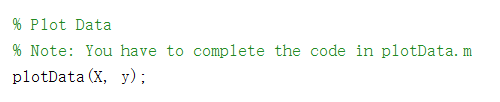 % Plot Data
% Note: You have to complete the code in plotData.m
plotData(X, y);